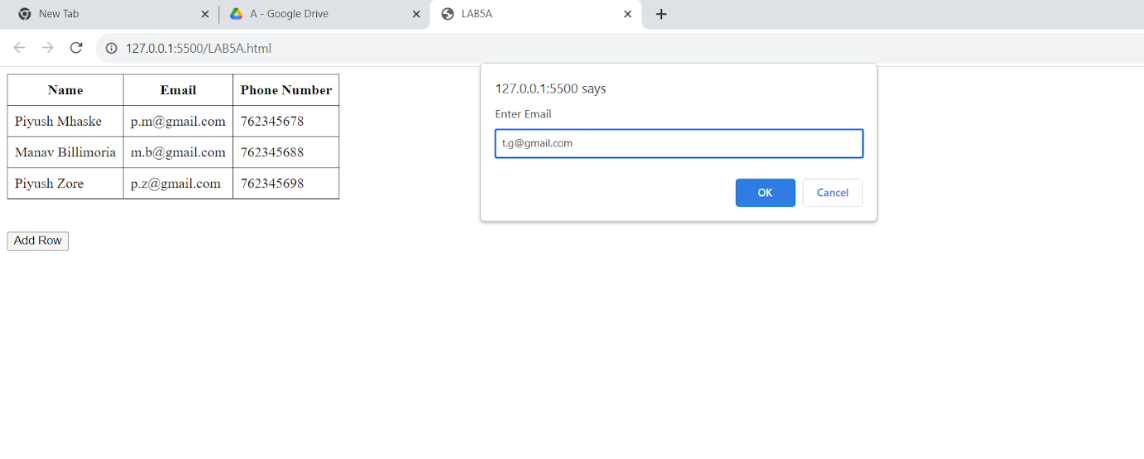 New Tab
A - Google Drive
LAB5A
127.0.0.1:5500/LAB5A.html
127.0.0.1:5500 says
Enter Email
t.g@gmail.com
OK Cancel
Name Email Phone Number
Piyush Mhaske p.m@gmail.com 762345678
Manav Billimoria m.b@gmail.com 762345688
Piyush Zore p.z@gmail.com 762345698
Add Row